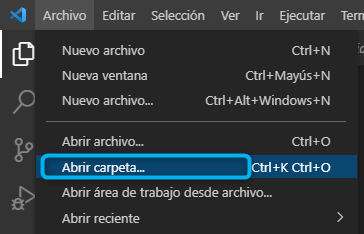 Archivo Editar Selección Ver Ir Ejecutar
Nuevo archivo Ctrl+N
Nueva ventana Ctrl+Mayús+N
Nuevo archivo... Ctrl+Alt+Windows+N
Abrir archivo... Ctrl+O
Abrir carpeta... Ctrl+K Ctrl+O
Abrir área de trabajo desde archivo...
Abrir reciente